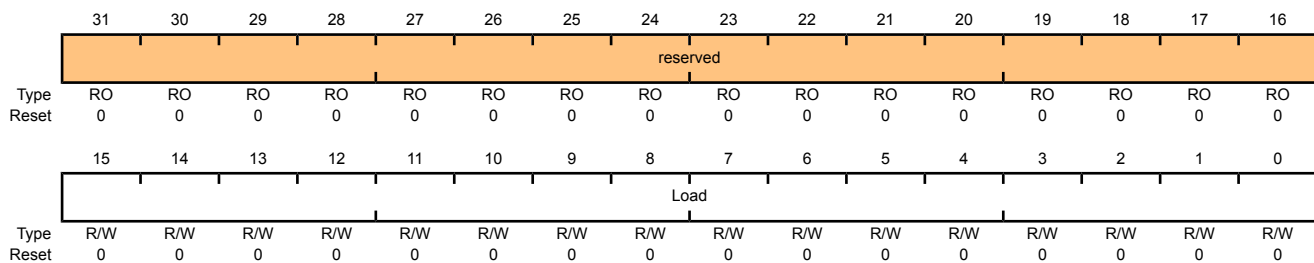 31 30 29 28 27 26 25 24 23 22 21 20 19 18 17 16
reserved
Type RO RO RO RO RO RO RO RO RO RO RO RO RO RO RO RO
Reset 0 0 0 0 0 0 0 0 0 0 0 0 0 0 0 0
15 14 13 12 11 10 9 8 7 6 5 4 3 2 1 0
Load
Type R/W R/W R/W R/W R/W R/W R/W R/W R/W R/W R/W R/W R/W R/W R/W R/W
Reset 0 0 0 0 0 0 0 0 0 0 0 0 0 0 0 0